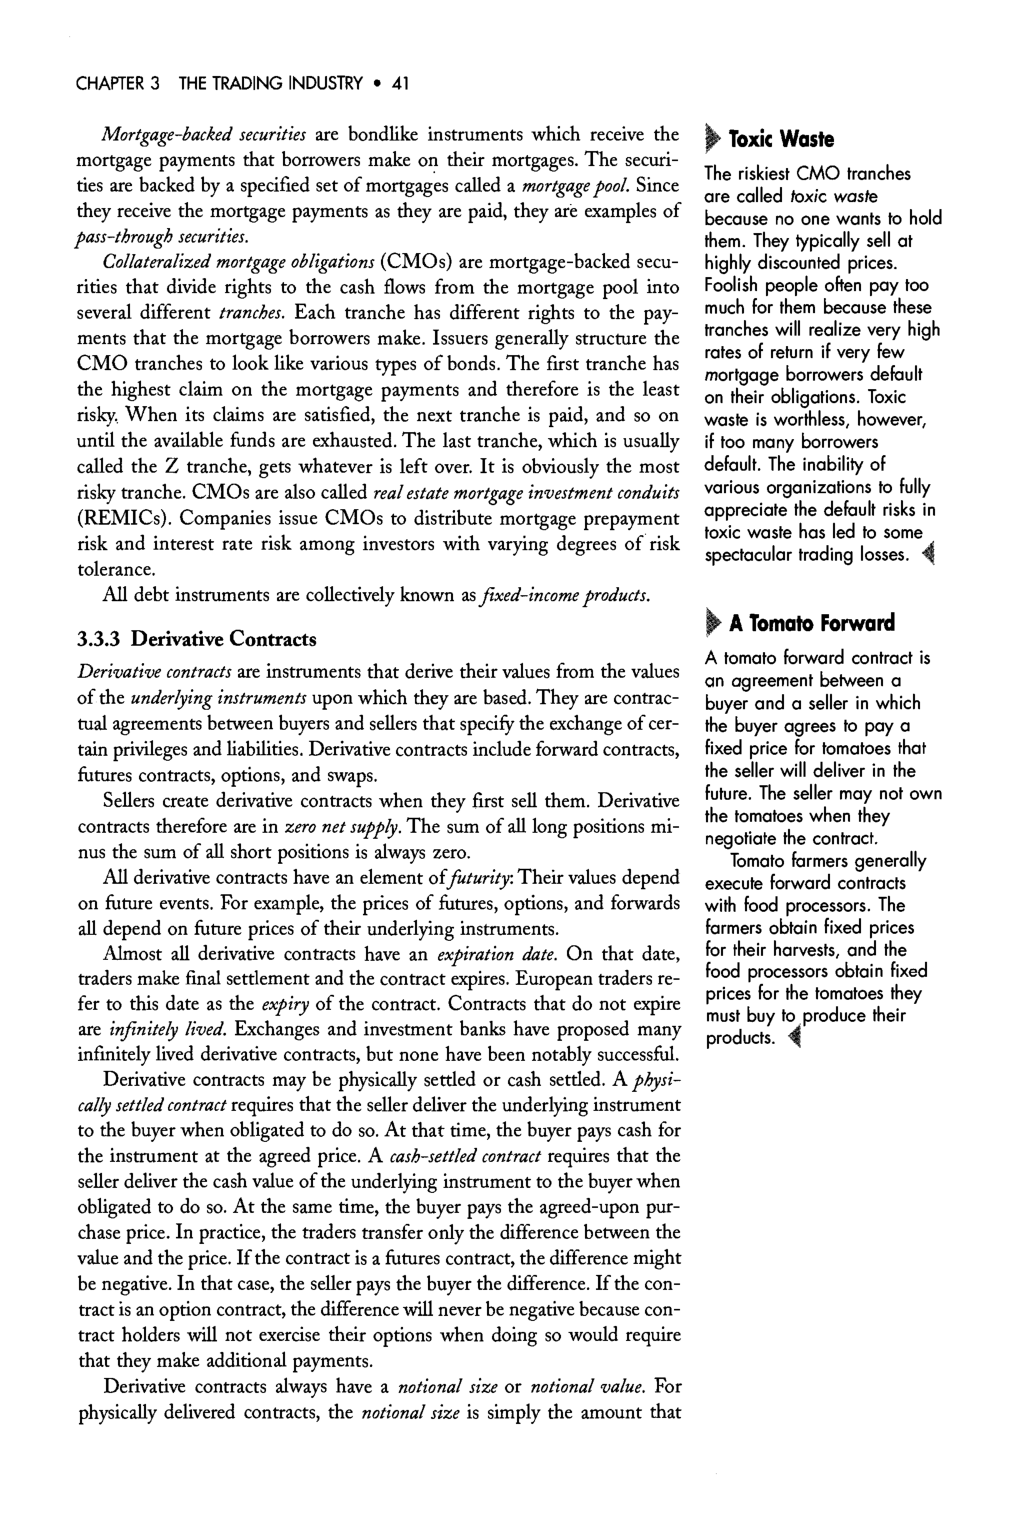 CHAPTER 3 THE TRADING INDUSTRY • 41
Mortgage-backed securities are bondlike instruments which receive the
mortgage payments that borrowers make on their mortgages. The securi-
ties are backed by a specified set of mortgages called a mortgage pool. Since
they receive the mortgage payments as they are paid, they are examples of
pass-through securities.
Collateralized mortgage obligations (CMOs) are mortgage-backed secu-
rities that divide rights to the cash flows from the mortgage pool into
several different tranches. Each tranche has different rights to the pay-
ments that the mortgage borrowers make. Issuers generally structure the
CMO tranches to look like various types of bonds. The first tranche has
the highest claim on the mortgage payments and therefore is the least
risky. When its claims are satisfied, the next tranche is paid, and so on
until the available funds are exhausted. The last tranche, which is usually
called the Z tranche, gets whatever is left over. It is obviously the most
risky tranche. CMOs are also called real estate mortgage investment conduits
(REMICs). Companies issue CMOs to distribute mortgage prepayment
risk and interest rate risk among investors with varying degrees of risk
tolerance.
All debt instruments are collectively known as fixed-income products.
3.3.3 Derivative Contracts
Derivative contracts are instruments that derive their values from the values
of the underlying instruments upon which they are based. They are contrac-
tual agreements between buyers and sellers that specify the exchange of cer-
tain privileges and liabilities. Derivative contracts include forward contracts,
futures contracts, options, and swaps.
Sellers create derivative contracts when they first sell them. Derivative
contracts therefore are in zero net supply. The sum of all long positions mi-
nus the sum of all short positions is always zero.
All derivative contracts have an element of futurity: Their values depend
on future events. For example, the prices of futures, options, and forwards
all depend on future prices of their underlying instruments.
Almost all derivative contracts have an expiration date. On that date,
traders make final settlement and the contract expires. European traders re-
fer to this date as the expiry of the contract. Contracts that do not expire
are infinitely lived. Exchanges and investment banks have proposed many
infinitely lived derivative contracts, but none have been notably successful.
Derivative contracts may be physically settled or cash settled. A physi-
cally settled contract requires that the seller deliver the underlying instrument
to the buyer when obligated to do so. At that time, the buyer pays cash for
the instrument at the agreed price. A cash-settled contract requires that the
seller deliver the cash value of the underlying instrument to the buyer when
obligated to do so. At the same time, the buyer pays the agreed-upon pur-
chase price. In practice, the traders transfer only the difference between the
value and the price. If the contract is a futures contract, the difference might
be negative. In that case, the seller pays the buyer the difference. If the con-
tract is an option contract, the difference will never be negative because con-
tract holders will not exercise their options when doing so would require
that they make additional payments.
Derivative contracts always have a notional size or notional value. For
physically delivered contracts, the notional size is simply the amount that
Toxic Waste
The riskiest CMO tranches
are called toxic waste
because no one wants to hold
them. They typically sell at
highly discounted prices.
Foolish people often pay too
much for them because these
tranches will realize very high
rates of return if very few
mortgage borrowers default
on their obligations. Toxic
waste is worthless, however,
if too many borrowers
default. The inability of
various organizations to fully
appreciate the default risks in
toxic waste has led to some
spectacular trading losses.
A Tomato Forward
A tomato forward contract is
an agreement between a
buyer and a seller in which
the buyer agrees to pay a
fixed price for tomatoes that
the seller will deliver in the
future. The seller may not own
the tomatoes when they
negotiate the contract.
Tomato farmers generally
execute forward contracts
with food processors. The
farmers obtain fixed prices
for their harvests, and the
food processors obtain fixed
prices for the tomatoes they
must buy to produce their
products.